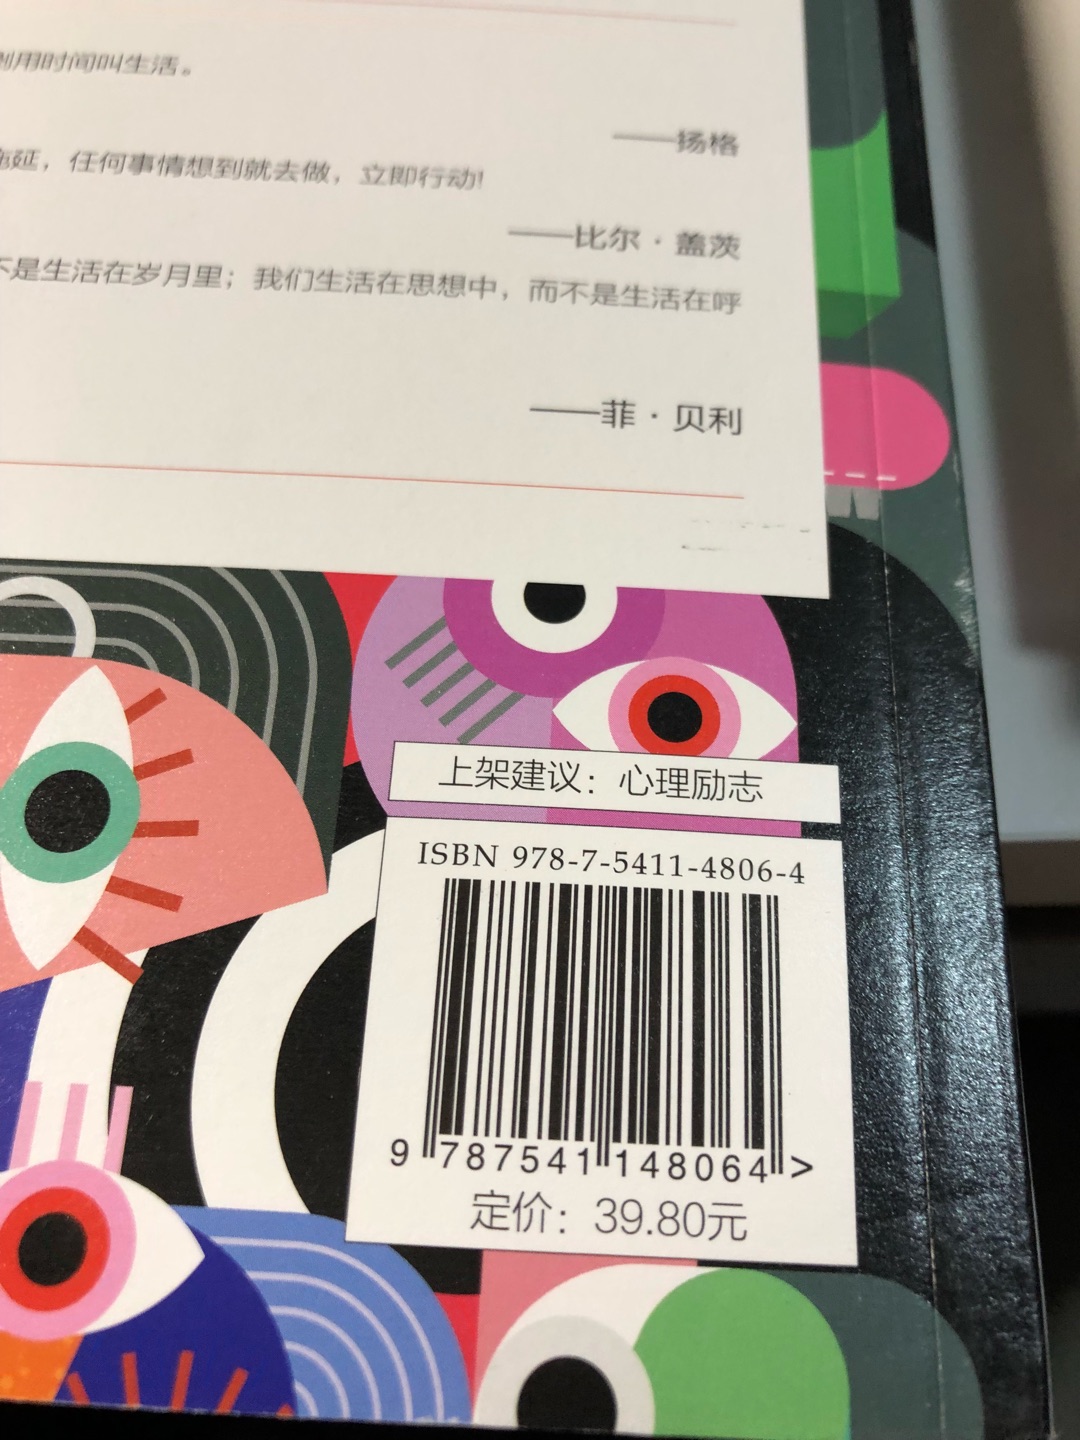 用时间叫生活。
——扬格
延，任何事情想到就去做，立即行动!
——比尔·盖茨
不是生活在岁月里；我们生活在思想中，而不是生活在呼
——菲·贝利
上架建议：心理励志
ISBN 978-7-5411-4806-4
9 787541 148064 >
定价：39.80元